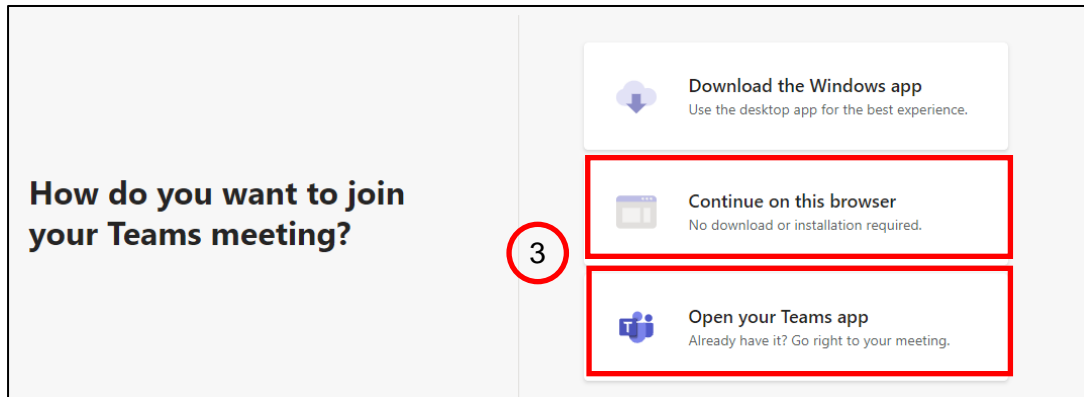 How do you want to join
your Teams meeting?
3
Download the Windows app
Use the desktop app for the best experience.
Continue on this browser
No download or installation required.
T
Open your Teams app
Already have it? Go right to your meeting.